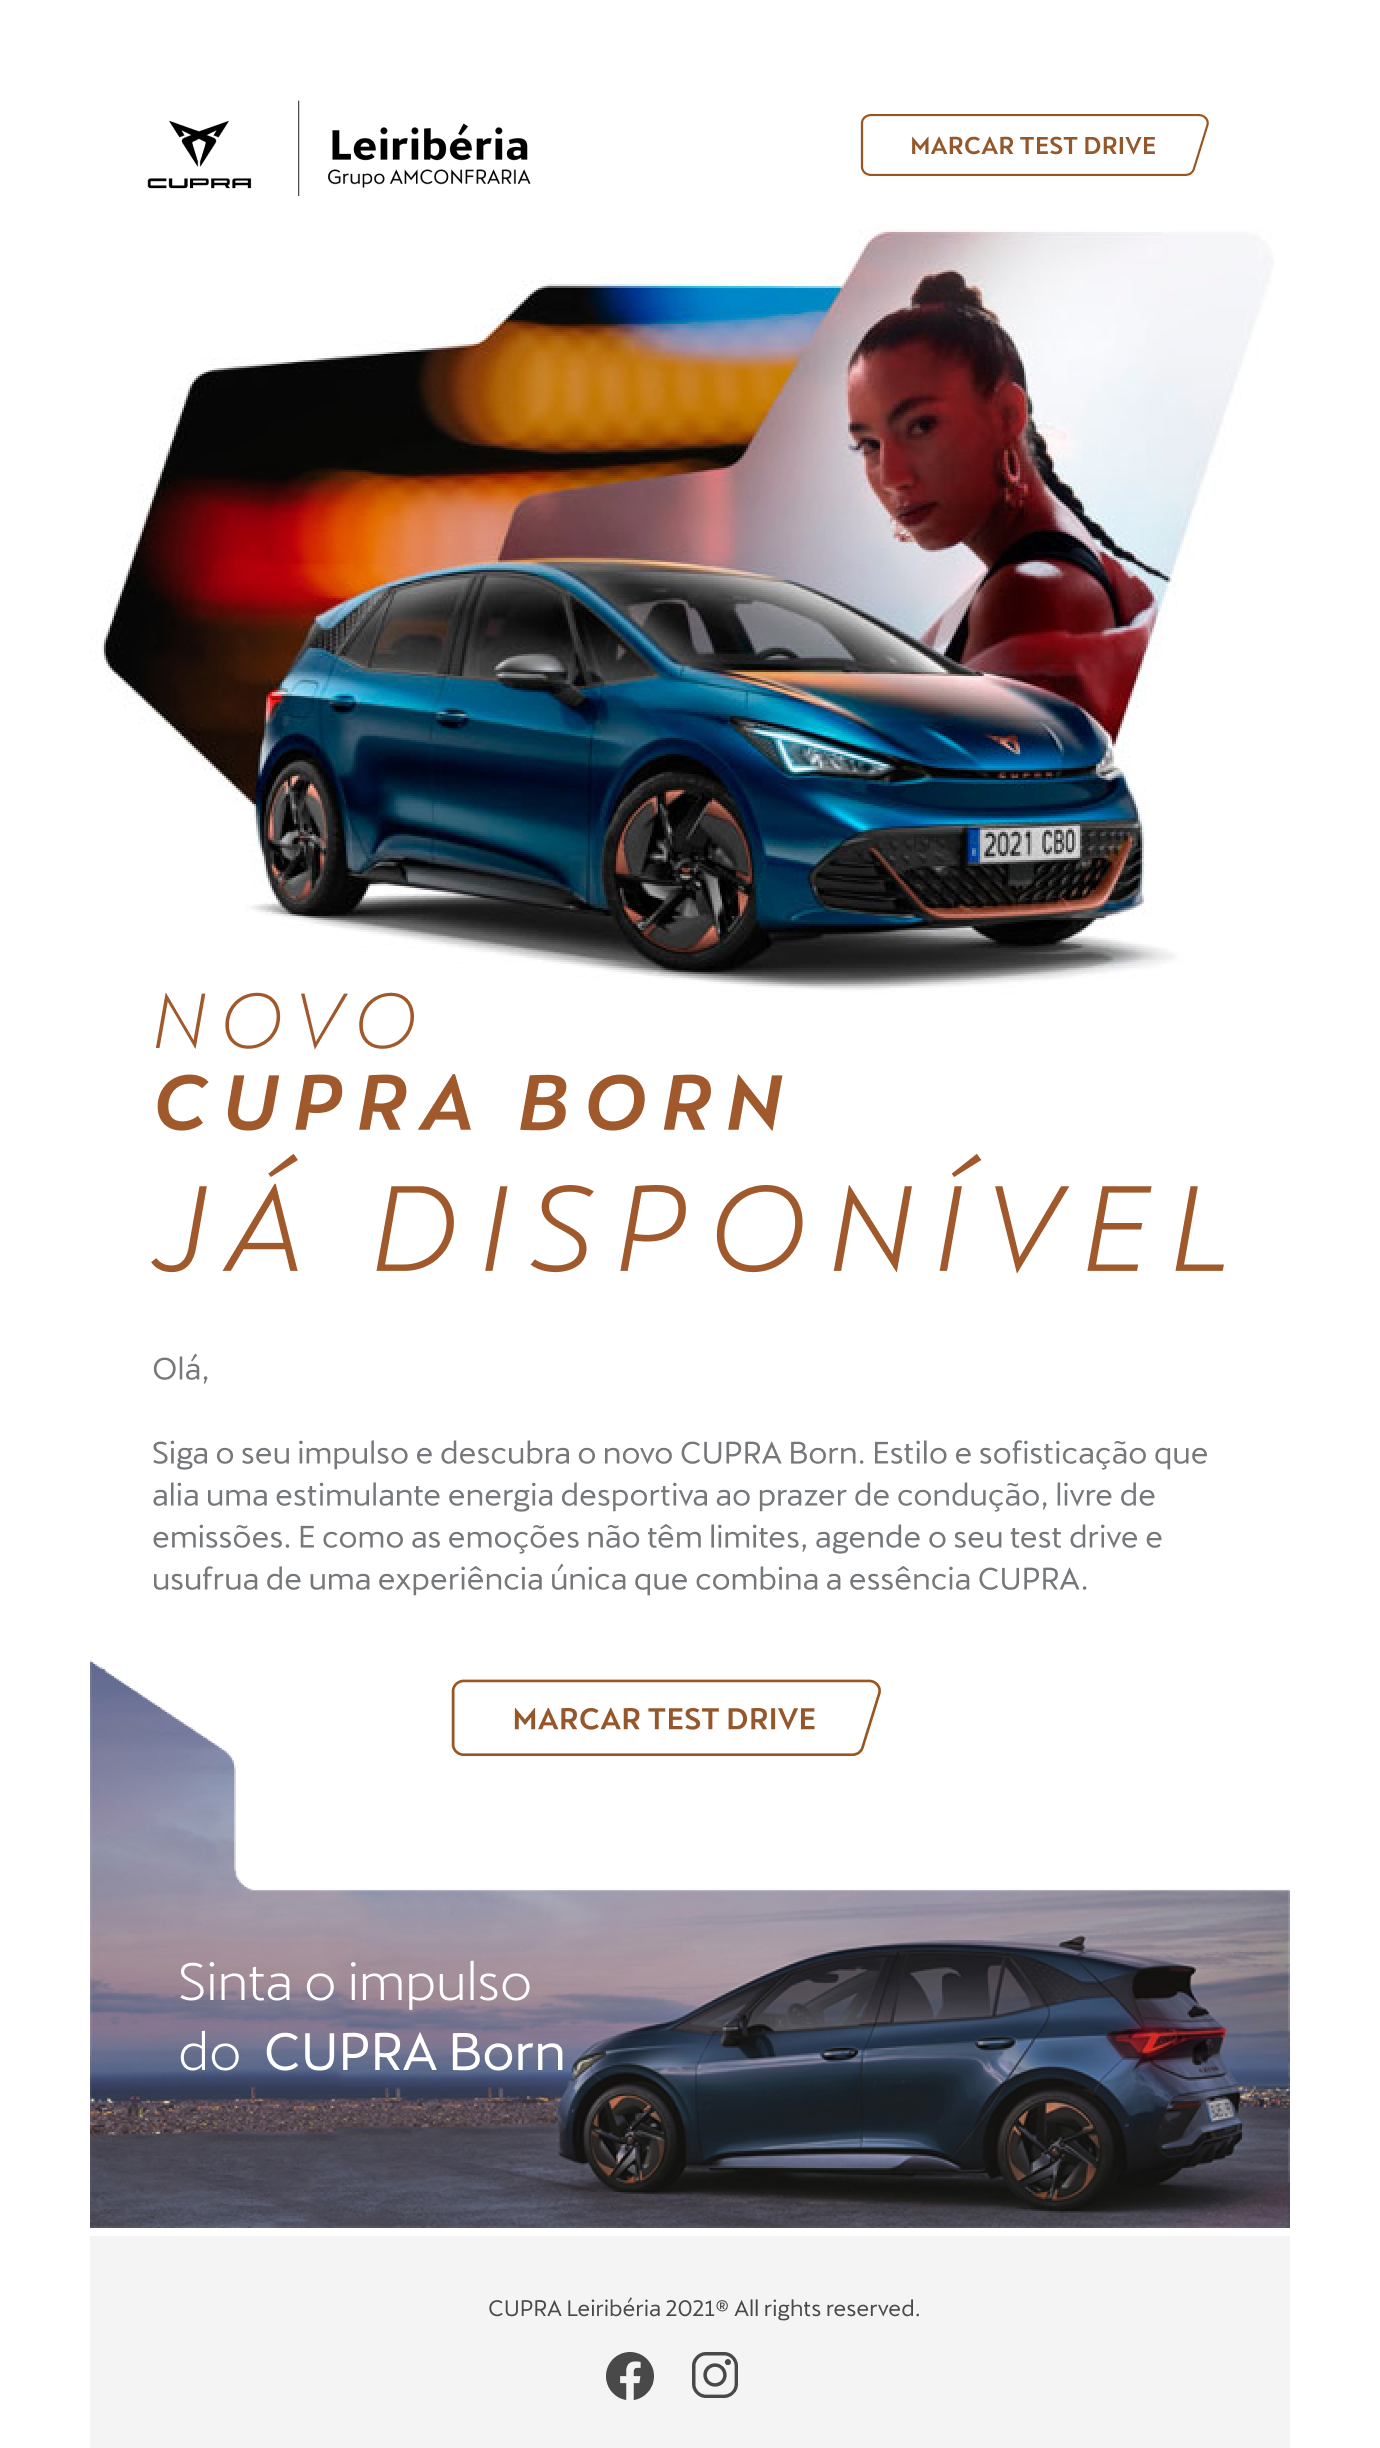 CUPRA
Leiribéria
Grupo AMCONFRARIA
MARCAR TEST DRIVE
CUPRA
2021 CBO
NOVO
CUPRA BORN
JÁ DISPONÍVEL
Olá,
Siga o seu impulso e descubra o novo CUPRA Born. Estilo e sofisticação que
alia uma estimulante energia desportiva ao prazer de condução, livre de
emissões. E como as emoções não têm limites, agende o seu test drive e
usufrua de uma experiência única que combina a essência CUPRA.
MARCAR TEST DRIVE
Sinta o impulso
do CUPRA Born
CUPRA Leiribéria 2021® All rights reserved.